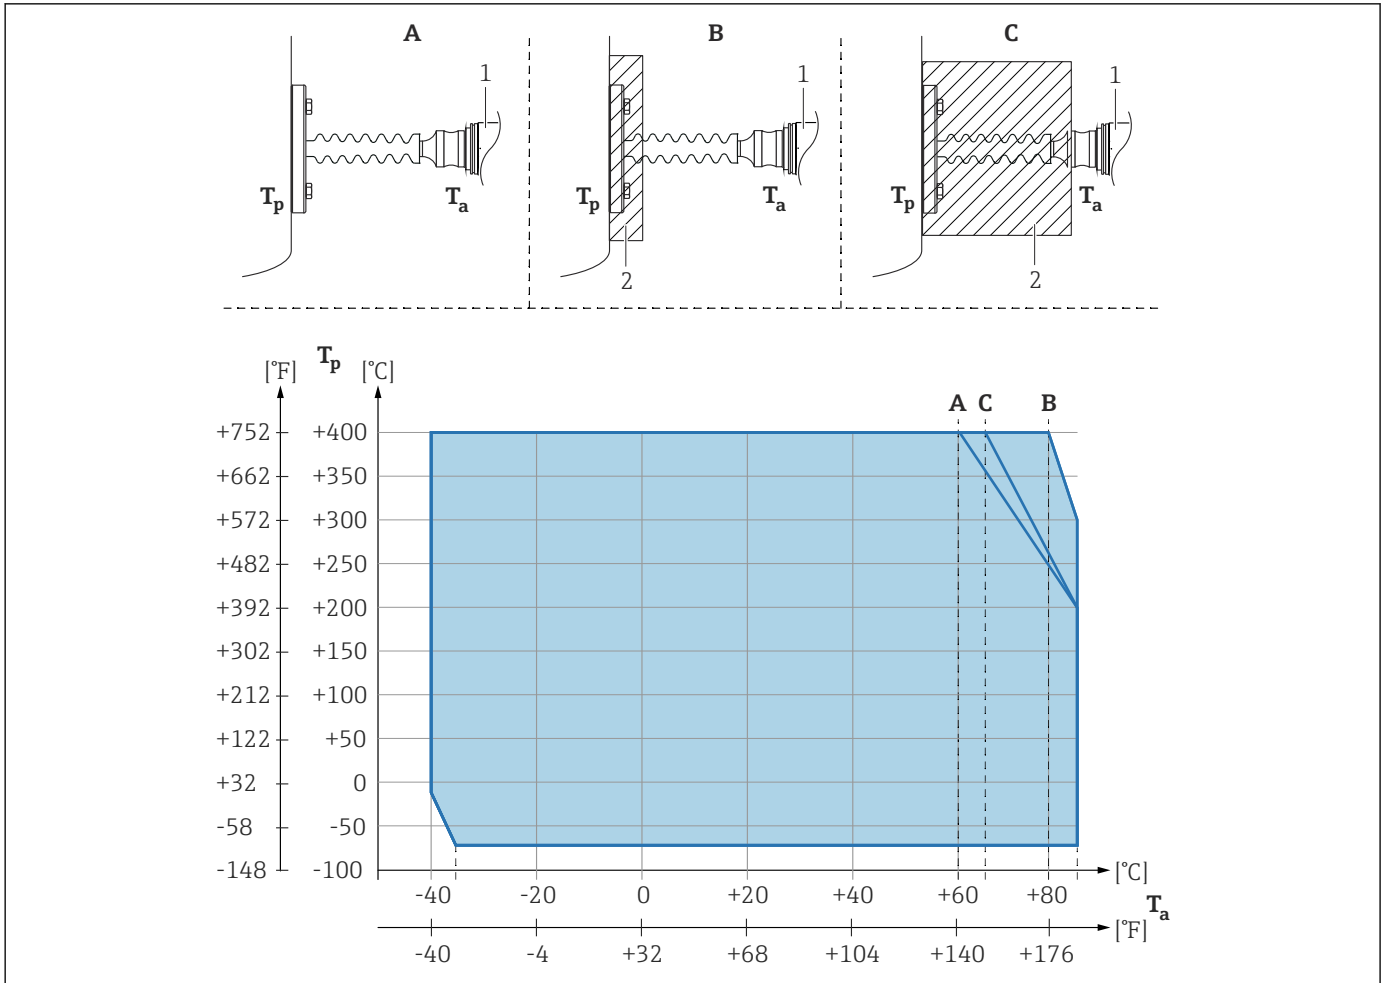 A B C
1 1 1
Tp Ta Tp Ta Tp Ta
2 2
Tp
[°F] [°C]
A C B
+752 +400
+662 +350
+572 +300
+482 +250
+392 +200
+302 +150
+212 +100
+122 +50
+32 0
-58 -50
-148 -100
[°C]
-40 -20 0 +20 +40 +60 +80
Ta
[°F]
-40 -4 +32 +68 +104 +140 +176